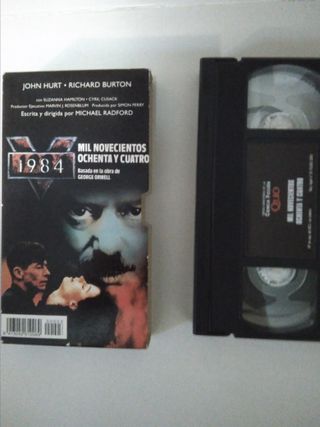 JOHN HURT • RICHARD BURTON
con SUZANNA HAMILTON • CYRIL CUSACK
Productor Ejecutivo MARVIN J. ROSENBLUM Producida por SIMON PERRY
Escrita y dirigida por MICHAEL RADFORD
1984
MIL NOVECIENTOS
OCHENTA Y CUATRO
Basada en la obra de
GEORGE ORWELL
Quo
MIL NOVECIENTOS
OCHENTA Y CUATRO